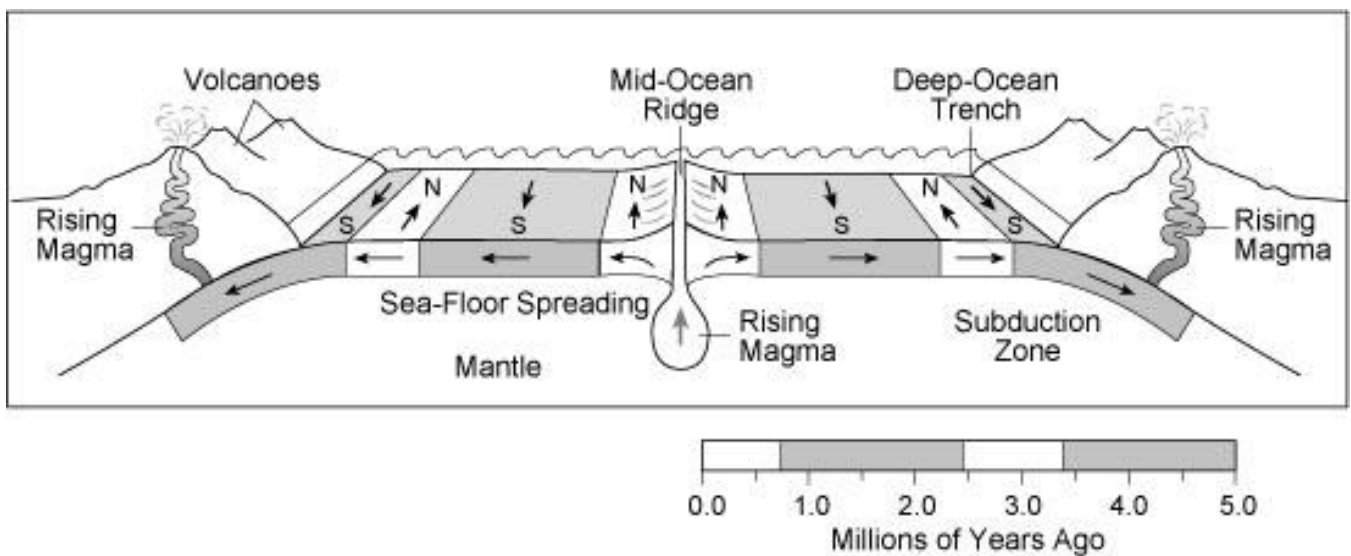 Volcanoes
Mid-Ocean
Ridge
Deep-Ocean
Trench
Rising
Magma
S
N
S
N
N
S
N
S
Rising
Magma
Sea-Floor Spreading
Mantle
Rising
Magma
Subduction
Zone
0.0 1.0 2.0 3.0 4.0 5.0
Millions of Years Ago